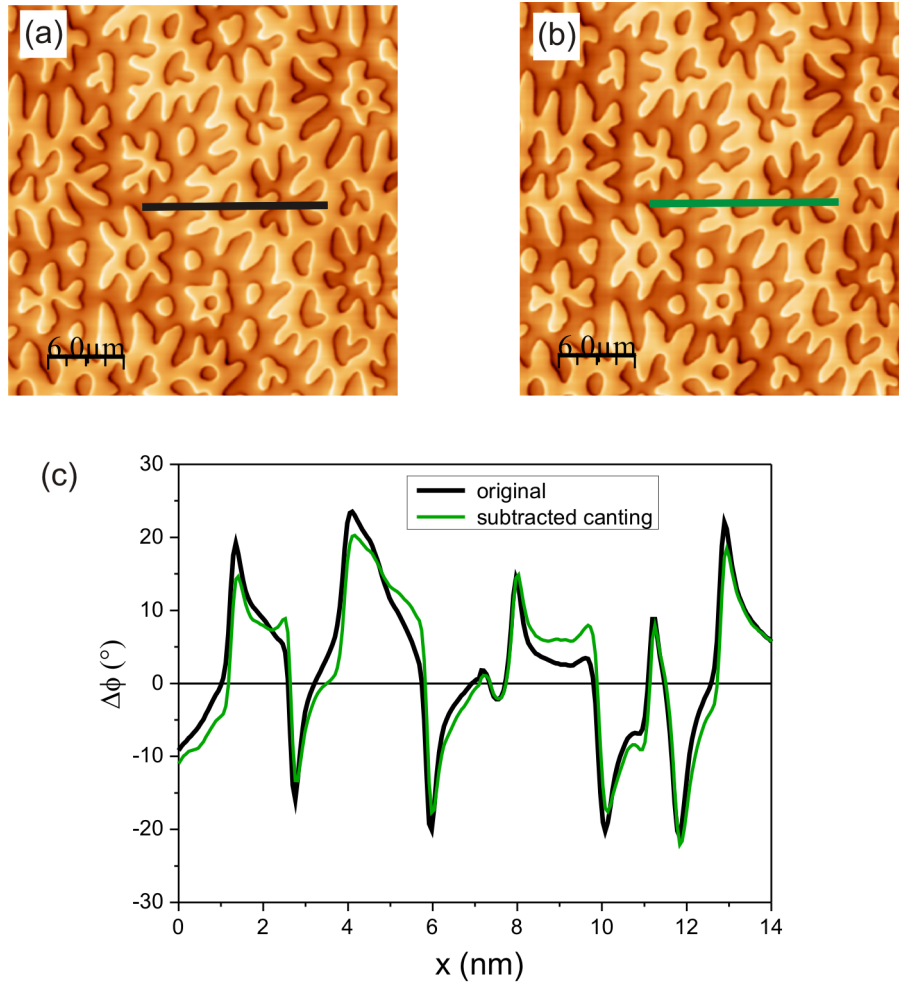 (a)
(b)
6.0µm
6.0µm
(c)
30
20
10
0
-10
-20
-30
Δϕ (°)
original
subtracted canting
0 2 4 6 8 10 12 14
x (nm)